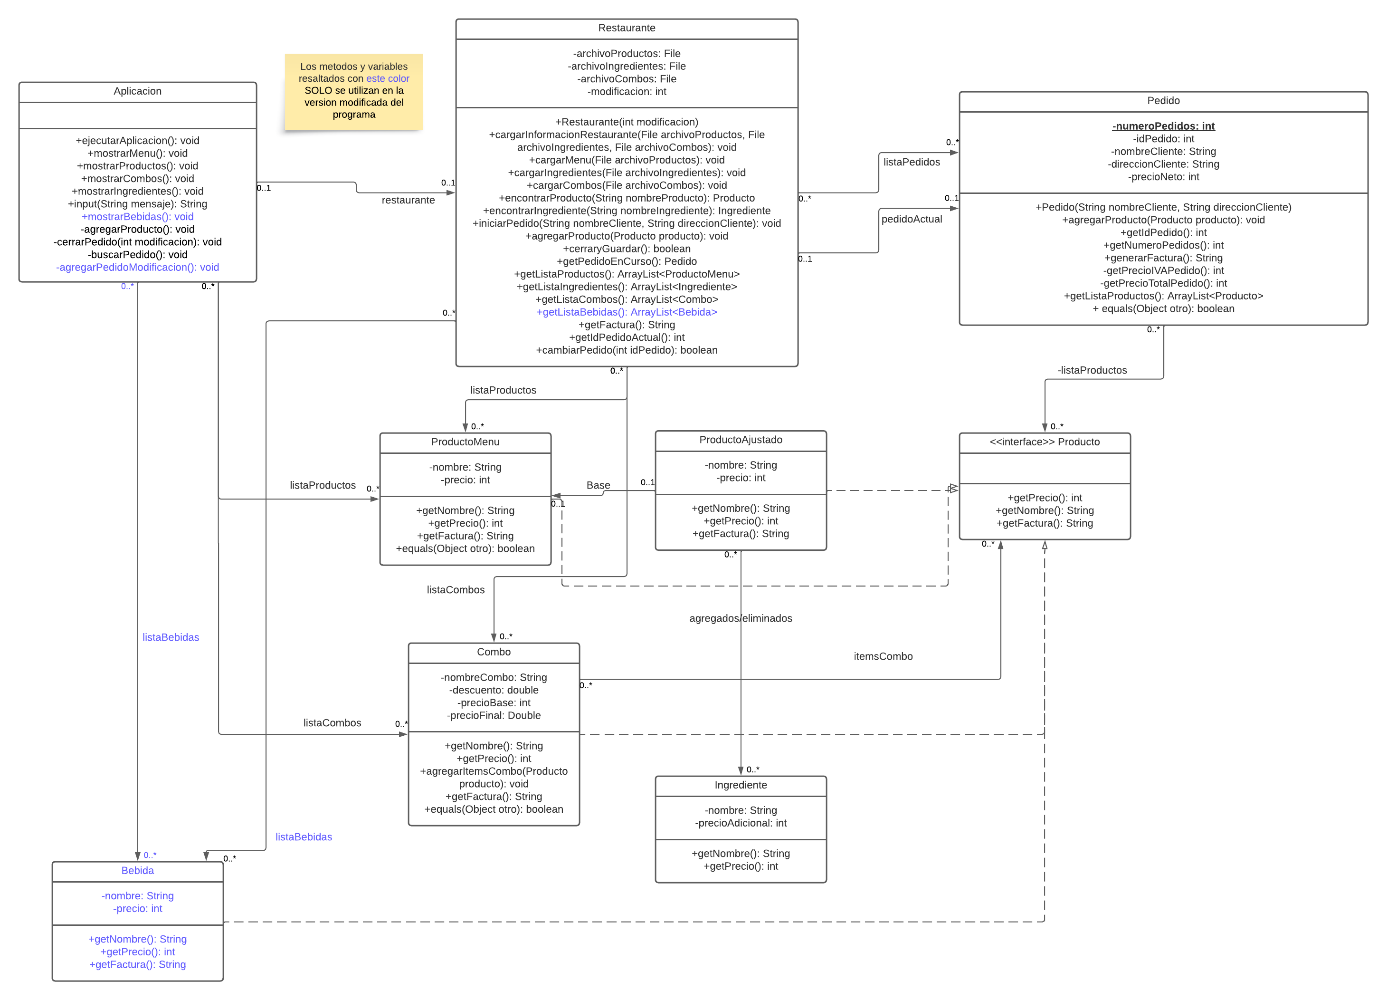 Restaurante
-archivoProductos: File
-archivoIngredientes: File
-archivoCombos: File
-modificacion: int
+Restaurante(int modificacion)
+cargarInformacionRestaurante(File archivoProductos, File
archivoIngredientes, File archivoCombos): void
+cargarMenu(File archivoProductos): void
+cargarIngredientes(File archivoIngredientes): void
+cargarCombos(File archivoCombos): void
+encontrarProducto(String nombreProducto): Producto
+encontrarIngrediente(String nombreIngrediente): Ingrediente
+iniciarPedido(String nombreCliente, String direccionCliente): void
+agregarProducto(Producto producto): void
+cerraryGuardar(): boolean
+getPedidoEnCurso(): Pedido
+getListaProductos(): ArrayList<ProductoMenu>
+getListaIngredientes(): ArrayList<Ingrediente>
+getListaCombos(): ArrayList<Combo>
+getListaBebidas(): ArrayList<Bebida>
+getFactura(): String
+getIdPedidoActual(): int
+cambiarPedido(int idPedido): boolean
Los metodos y variables
resaltados con este color
SOLO se utilizan en la
version modificada del
programa
Aplicacion
+ejecutarAplicacion(): void
+mostrarMenu(): void
+mostrarProductos(): void
+mostrarCombos(): void
+mostrarIngredientes(): void
+input(String mensaje): String
+mostrarBebidas(): void
-agregarProducto(): void
-cerrarPedido(int modificacion): void
-buscarPedido(): void
-agregarPedidoModificacion(): void
0..1
0..1
restaurante
0..*
0..*
Pedido
-numeroPedidos: int
-idPedido: int
-nombreCliente: String
-direccionCliente: String
-precioNeto: int
+Pedido(String nombreCliente, String direccionCliente)
+agregarProducto(Producto producto): void
+getIdPedido(): int
+getNumeroPedidos(): int
+generarFactura(): String
-getPrecioIVAPedido(): int
-getPrecioTotalPedido(): int
+getListaProductos(): ArrayList<Producto>
+ equals(Object otro): boolean
0..*
listaPedidos
0..*
0..1
pedidoActual
0..1
0..*
0..*
0..*
-listaProductos
0..*
listaProductos
0..*
ProductoMenu
-nombre: String
-precio: int
+getNombre(): String
+getPrecio(): int
+getFactura(): String
+equals(Object otro): boolean
listaProductos
0..*
Base
0..1
0..1
ProductoAjustado
-nombre: String
-precio: int
+getNombre(): String
+getPrecio(): int
+getFactura(): String
0..*
<<interface>> Producto
+getPrecio(): int
+getNombre(): String
+getFactura(): String
0..*
listaCombos
0..*
agregados/eliminados
listaBebidas
Combo
-nombreCombo: String
-descuento: double
-precioBase: int
-precioFinal: Double
+getNombre(): String
+getPrecio(): int
+agregarItemsCombo(Producto
producto): void
+getFactura(): String
+equals(Object otro): boolean
itemsCombo
0..*
listaCombos
0..*
0..*
Ingrediente
-nombre: String
-precioAdicional: int
+getNombre(): String
+getPrecio(): int
listaBebidas
0..*
0..*
Bebida
-nombre: String
-precio: int
+getNombre(): String
+getPrecio(): int
+getFactura(): String